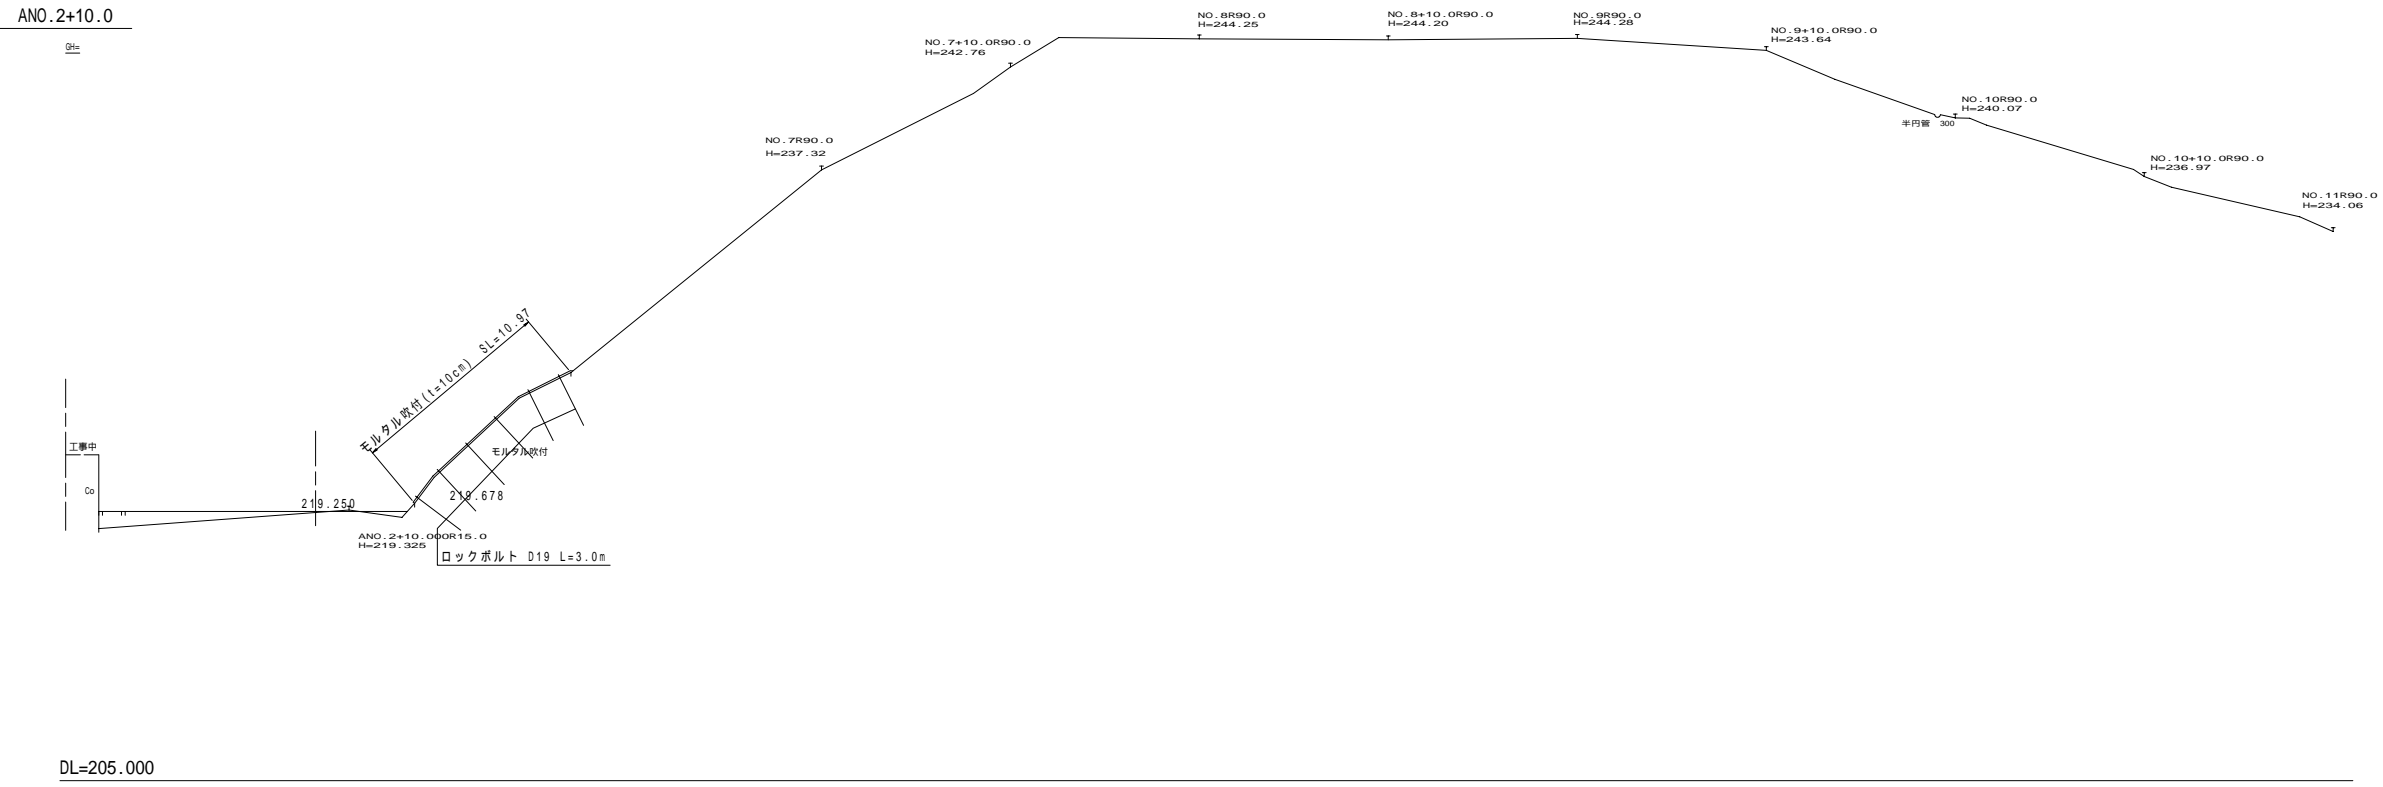 ANO.2+10.0
GH=
NO.7+10.0R90.0
H=242.76
NO.8R90.0
H=244.25
NO.8+10.0R90.0
H=244.20
NO.9R90.0
H=244.28
NO.9+10.0R90.0
H=243.64
NO.10R90.0
H=240.07
半円管 300
NO.7R90.0
H=237.32
NO.10+10.0R90.0
H=236.97
NO.11R90.0
H=234.06
モルタル吹付(t=10cm) SL=10.97
工事中
Co
モルタル吹付
219.250
219.678
ANO.2+10.000R15.0
H=219.325
ロックボルト D19 L=3.0m
DL=205.000